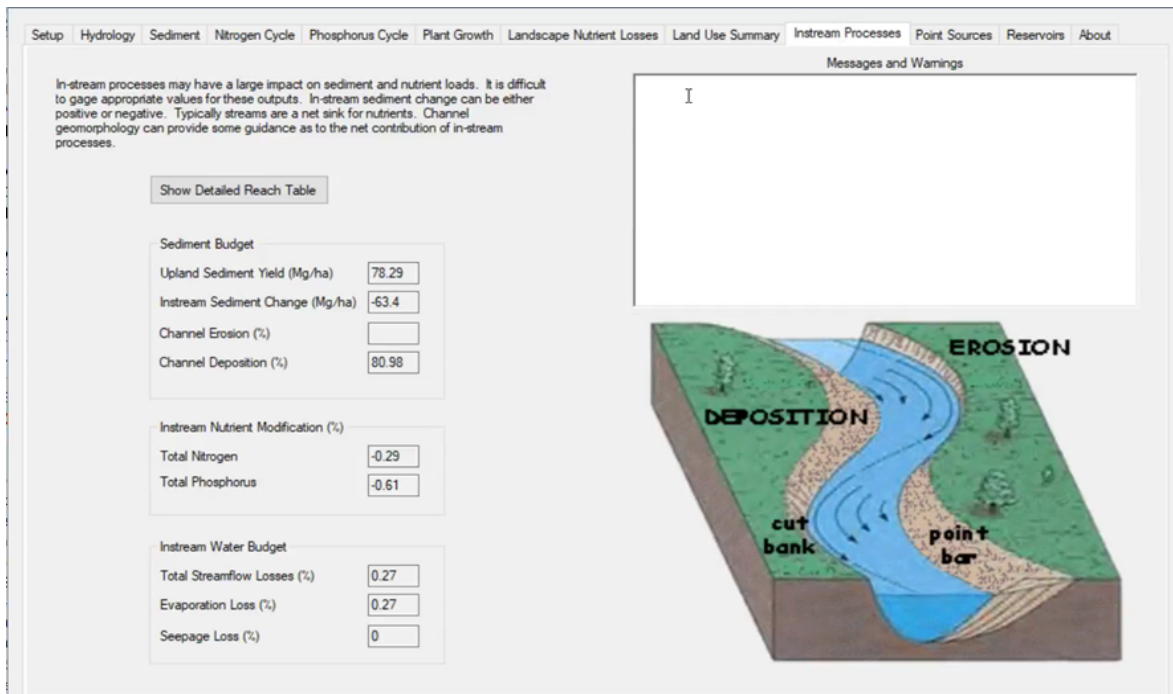 Setup Hydrology Sediment Nitrogen Cycle Phosphorus Cycle Plant Growth Landscape Nutrient Losses Land Use Summary Instream Processes Point Sources Reservoirs About
In-stream processes may have a large impact on sediment and nutrient loads. It is difficult
to gage appropriate values for these outputs. In-stream sediment change can be either
positive or negative. Typically streams are a net sink for nutrients. Channel
geomorphology can provide some guidance as to the net contribution of in-stream
processes.
Show Detailed Reach Table
Sediment Budget
Upland Sediment Yield (Mg/ha) 78.29
Instream Sediment Change (Mg/ha) -63.4
Channel Erosion (%)
Channel Deposition (%) 80.98
Instream Nutrient Modification (%)
Total Nitrogen -0.29
Total Phosphorus -0.61
Instream Water Budget
Total Streamflow Losses (%) 0.27
Evaporation Loss (%) 0.27
Seepage Loss (%) 0
Messages and Warnings
EROSION
DEPOSITION
cut
bank
point
bar